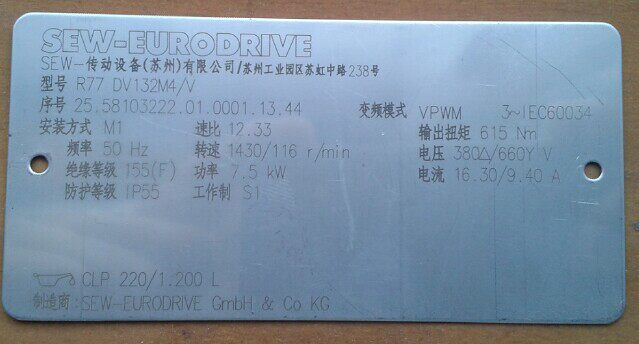 SEW-EURODRIVE
SEW-传动设备(苏州)有限公司/苏州工业园区苏虹中路238号
型号 R77 DV132M4/V
序号 25.58103222.01.0001.13.44 变频模式 VPWM 3~IEC60034
安装方式 M1 速比 12.33 输出扭矩 615 Nm
频率 50 Hz 转速 1430/116 r/min 电压 380Δ/660Y V
绝缘等级 155(F) 功率 7.5 kW 电流 16.30/9.40 A
防护等级 IP55 工作制 S1
CLP 220/1.200 L
制造商: SEW-EURODRIVE GmbH & Co KG